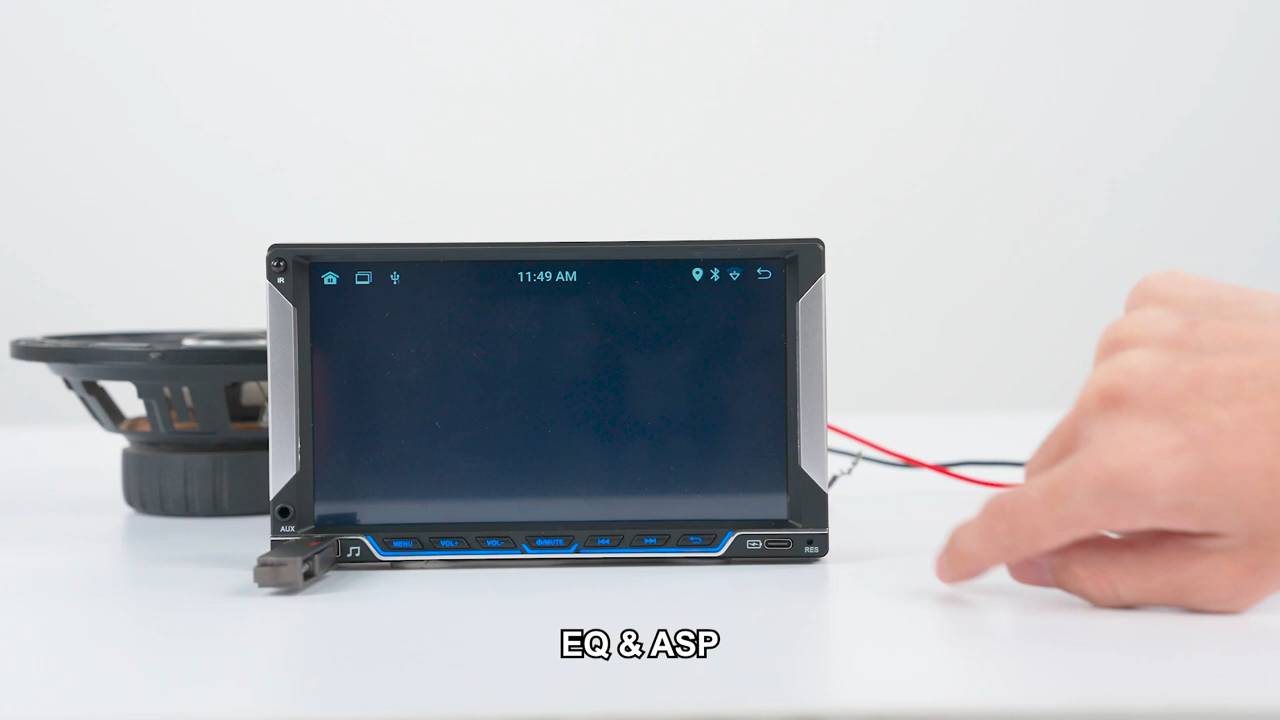 11:49 AM
IR
AUX
MENU VOL+ VOL- ⏻/MUTE
RES
EQ & ASP